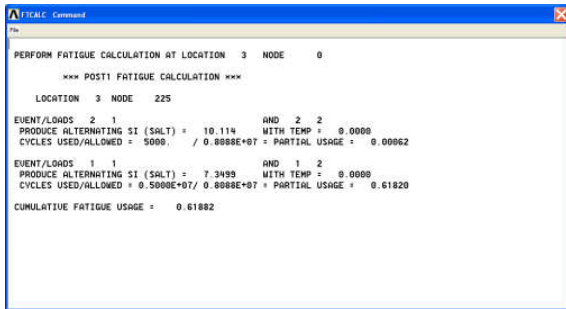 FTCALC Command
File
PERFORM FATIGUE CALCULATION AT LOCATION 3 NODE 0
*** POST1 FATIGUE CALCULATION ***
LOCATION 3 NODE 225
EVENT/LOADS 2 1 AND 2 2
PRODUCE ALTERNATING SI (SALT) = 10.114 WITH TEMP = 0.0000
CYCLES USED/ALLOWED = 5000. / 0.8088E+07 = PARTIAL USAGE = 0.00062
EVENT/LOADS 1 1 AND 1 2
PRODUCE ALTERNATING SI (SALT) = 7.3499 WITH TEMP = 0.0000
CYCLES USED/ALLOWED = 0.5000E+07/ 0.8088E+07 = PARTIAL USAGE = 0.61820
CUMULATIVE FATIGUE USAGE = 0.61882